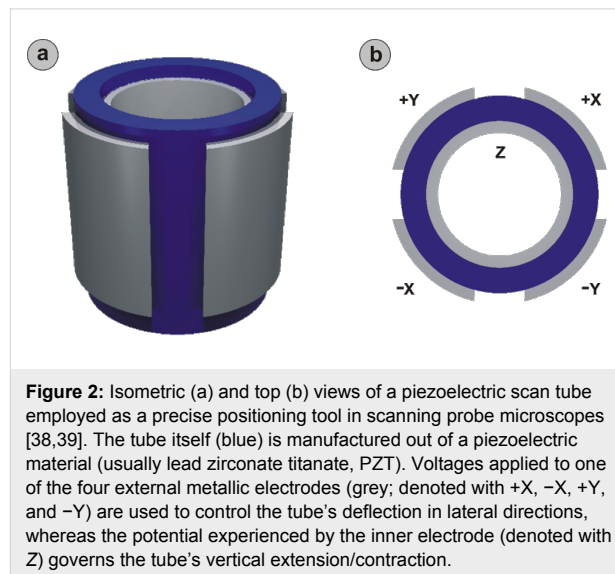 a
b
+Y
+X
Z
−X
−Y
Figure 2: Isometric (a) and top (b) views of a piezoelectric scan tube
employed as a precise positioning tool in scanning probe microscopes
[38,39]. The tube itself (blue) is manufactured out of a piezoelectric
material (usually lead zirconate titanate, PZT). Voltages applied to one
of the four external metallic electrodes (grey; denoted with +X, −X, +Y,
and −Y) are used to control the tube’s deflection in lateral directions,
whereas the potential experienced by the inner electrode (denoted with
Z) governs the tube’s vertical extension/contraction.